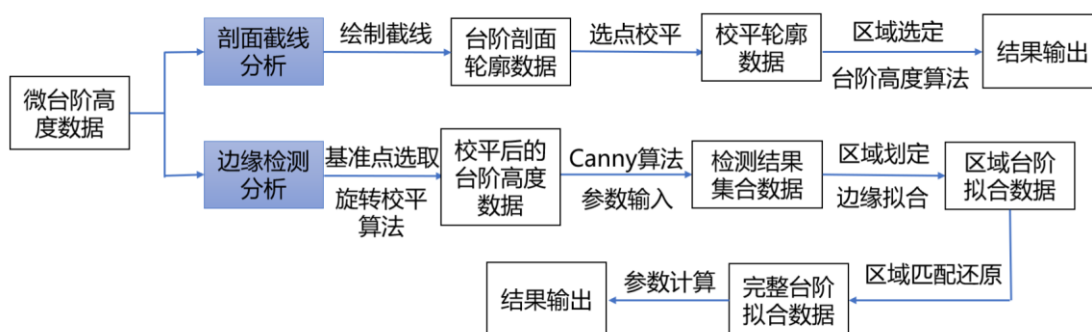 微台阶高
度数据
剖面截线
分析
绘制截线
台阶剖面
轮廓数据
选点校平
校平轮廓
数据
区域选定
台阶高度算法
结果输出
边缘检测
分析
基准点选取
旋转校平
算法
校平后的
台阶高度
数据
Canny算法
参数输入
检测结果
集合数据
区域划定
边缘拟合
区域台阶
拟合数据
区域匹配还原
完整台阶
拟合数据
参数计算
结果输出